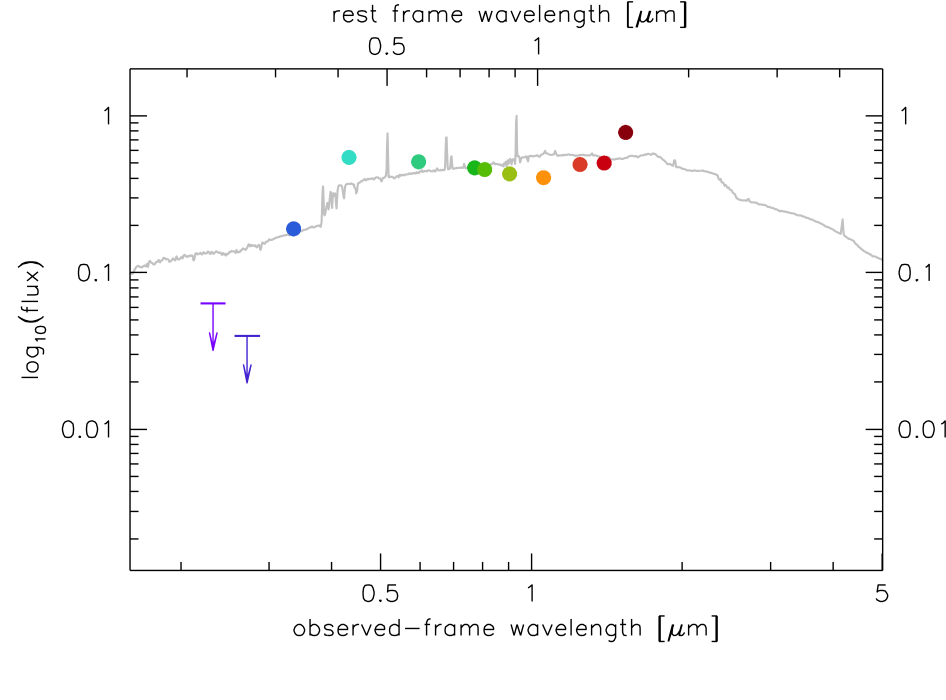 rest frame wavelength [μm]
0.5 1
1 1
0.1 0.1
log10(flux)
0.01 0.01
0.5 1 5
observed-frame wavelength [μm]